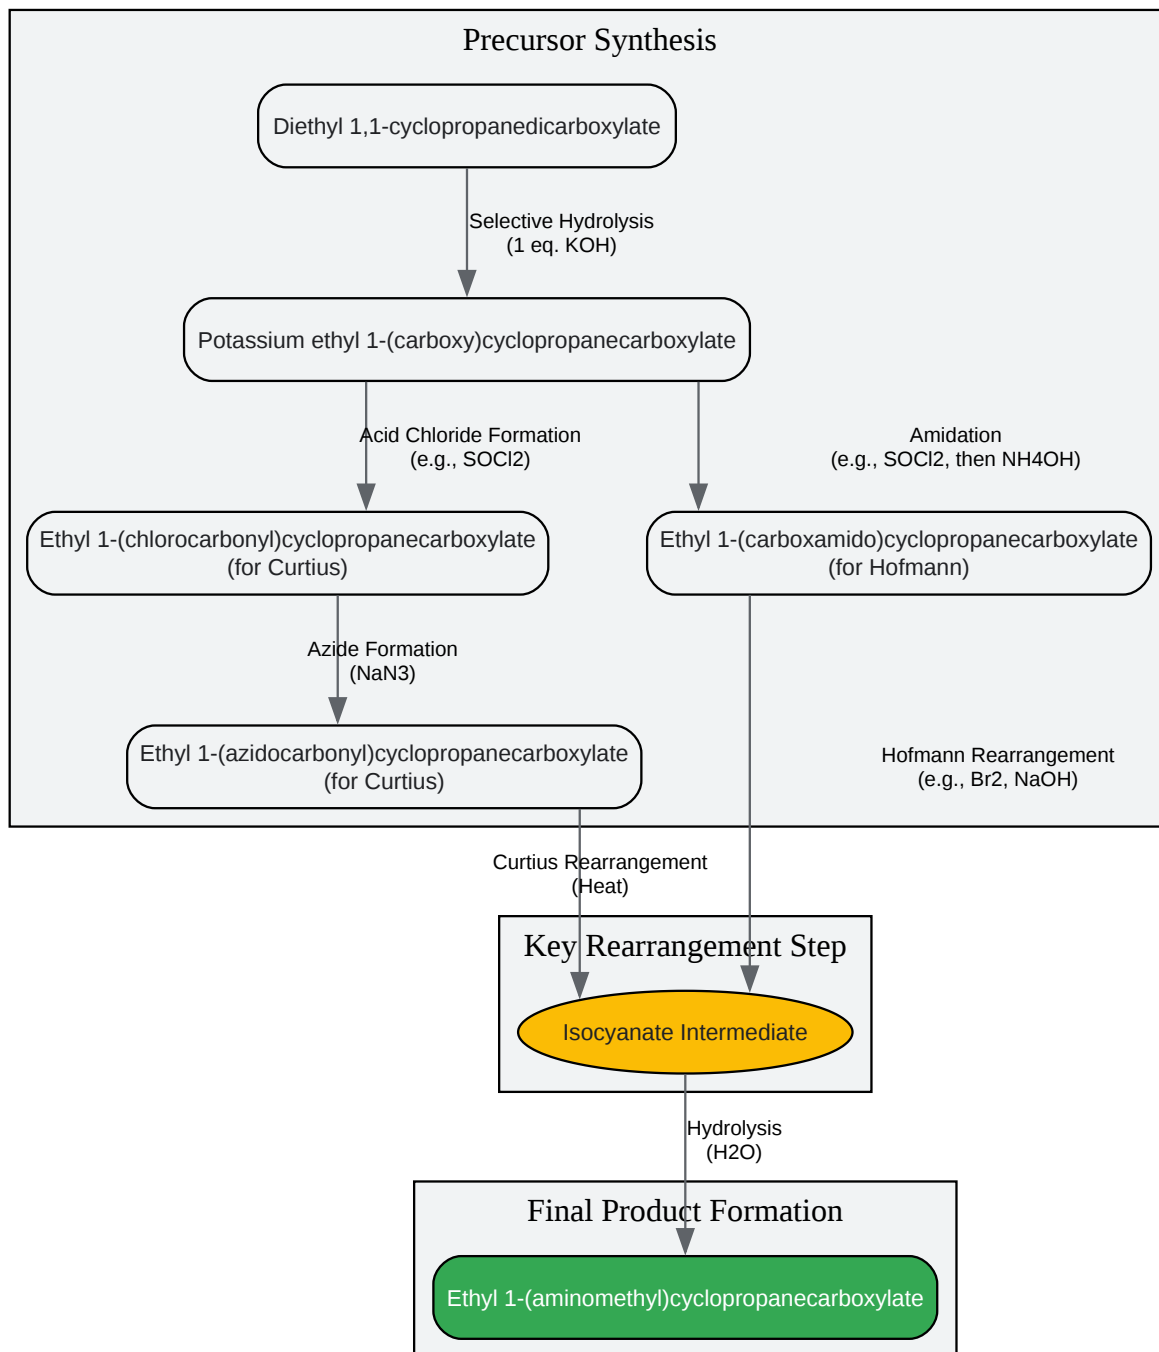 Precursor Synthesis
Diethyl 1,1-cyclopropanedicarboxylate
Selective Hydrolysis
(1 eq. KOH)
Potassium ethyl 1-(carboxy)cyclopropanecarboxylate
Acid Chloride Formation
(e.g., SOCl2)
Amidation
(e.g., SOCl2, then NH4OH)
Ethyl 1-(chlorocarbonyl)cyclopropanecarboxylate
(for Curtius)
Ethyl 1-(carboxamido)cyclopropanecarboxylate
(for Hofmann)
Azide Formation
(NaN3)
Ethyl 1-(azidocarbonyl)cyclopropanecarboxylate
(for Curtius)
Hofmann Rearrangement
(e.g., Br2, NaOH)
Curtius Rearrangement
(Heat)
Key Rearrangement Step
Isocyanate Intermediate
Hydrolysis
(H2O)
Final Product Formation
Ethyl 1-(aminomethyl)cyclopropanecarboxylate